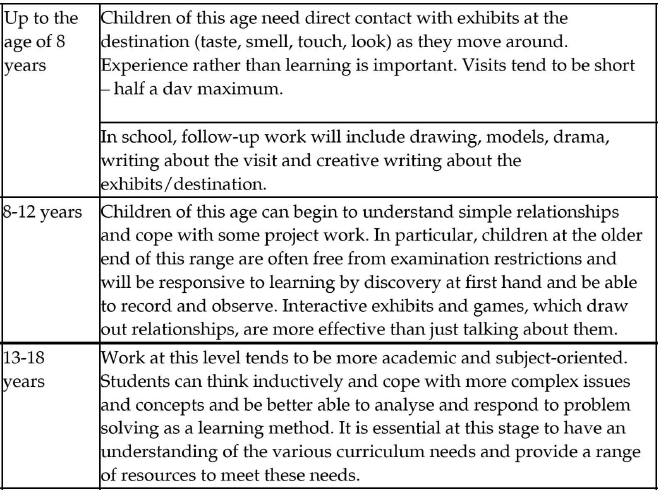 Up to the
age of 8
years
Children of this age need direct contact with exhibits at the
destination (taste, smell, touch, look) as they move around.
Experience rather than learning is important. Visits tend to be short
– half a day maximum.
In school, follow-up work will include drawing, models, drama,
writing about the visit and creative writing about the
exhibits/destination.
8-12 years
Children of this age can begin to understand simple relationships
and cope with some project work. In particular, children at the older
end of this range are often free from examination restrictions and
will be responsive to learning by discovery at first hand and be able
to record and observe. Interactive exhibits and games, which draw
out relationships, are more effective than just talking about them.
13-18
years
Work at this level tends to be more academic and subject-oriented.
Students can think inductively and cope with more complex issues
and concepts and be better able to analyse and respond to problem
solving as a learning method. It is essential at this stage to have an
understanding of the various curriculum needs and provide a range
of resources to meet these needs.